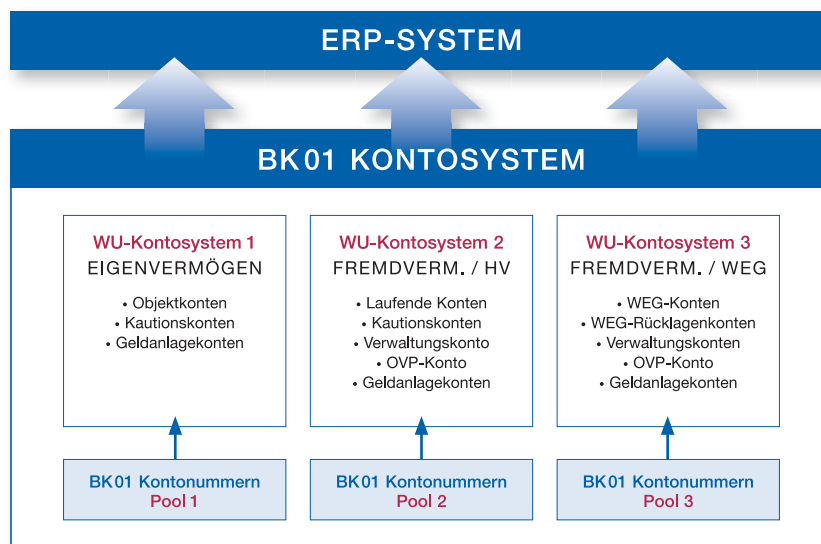 ERP-SYSTEM
BK01 KONTOSYSTEM
WU-Kontosystem 1
EIGENVERMÖGEN
• Objektkonten
• Kautionskonten
• Geldanlagekonten
WU-Kontosystem 2
FREMDVERM. / HV
• Laufende Konten
• Kautionskonten
• Verwaltungskonto
• OVP-Konto
• Geldanlagekonten
WU-Kontosystem 3
FREMDVERM. / WEG
• WEG-Konten
• WEG-Rücklagenkonten
• Verwaltungskonten
• OVP-Konto
• Geldanlagekonten
BK01 Kontonummern
Pool 1
BK01 Kontonummern
Pool 2
BK01 Kontonummern
Pool 3